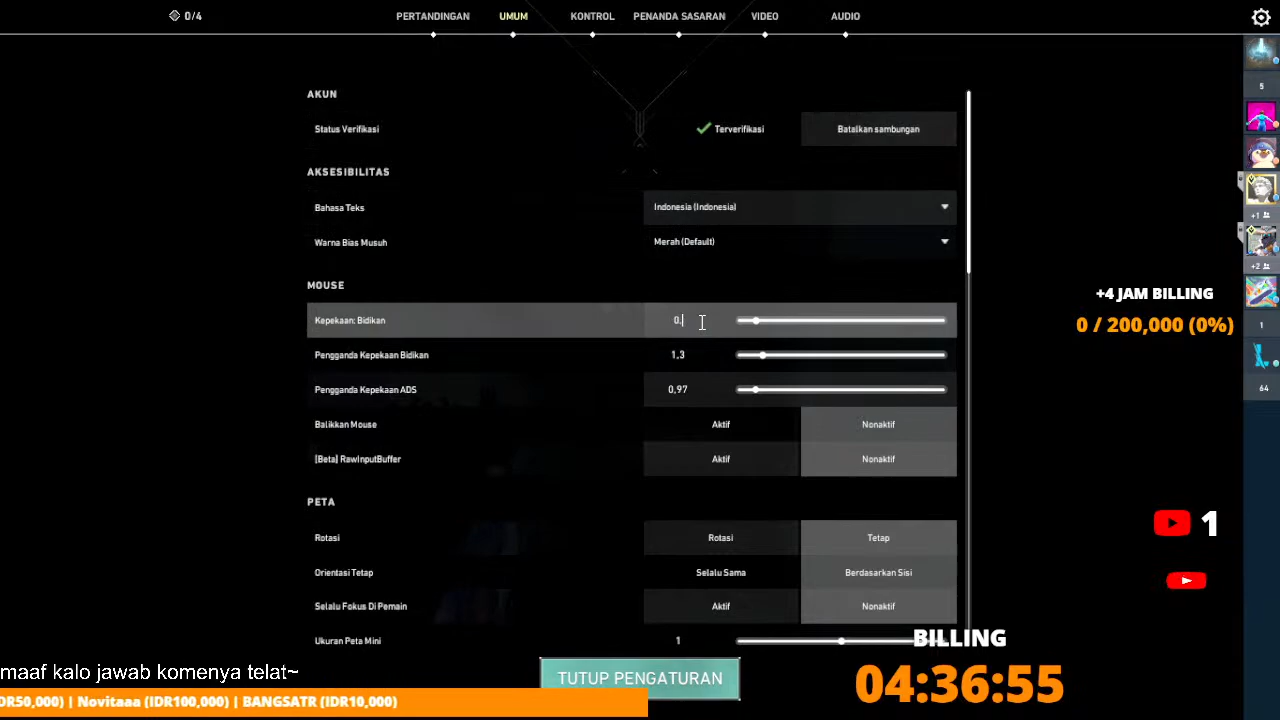 0/4
PERTANDINGAN
UMUM
KONTROL
PENANDA SASARAN
VIDEO
AUDIO
AKUN
Status Verifikasi
Terverifikasi
Batalkan sambungan
AKSESIBILITAS
Bahasa Teks
Indonesia (Indonesia)
Warna Bias Musuh
Merah (Default)
MOUSE
Kepekaan: Bidikan
0.
Pengganda Kepekaan Bidikan
1,3
Pengganda Kepekaan ADS
0,97
Balikkan Mouse
Aktif
Nonaktif
[Beta] RawInputBuffer
Aktif
Nonaktif
PETA
Rotasi
Rotasi
Tetap
Orientasi Tetap
Selalu Sama
Berdasarkan Sisi
Selalu Fokus Di Pemain
Aktif
Nonaktif
Ukuran Peta Mini
1
TUTUP PENGATURAN
5
+1
+2
1
64
+4 JAM BILLING
0 / 200,000 (0%)
1
BILLING
04:36:55
maaf kalo jawab komenya telat~
DR50,000) | Novitaaa (IDR100,000) | BANGSATR (IDR10,000)